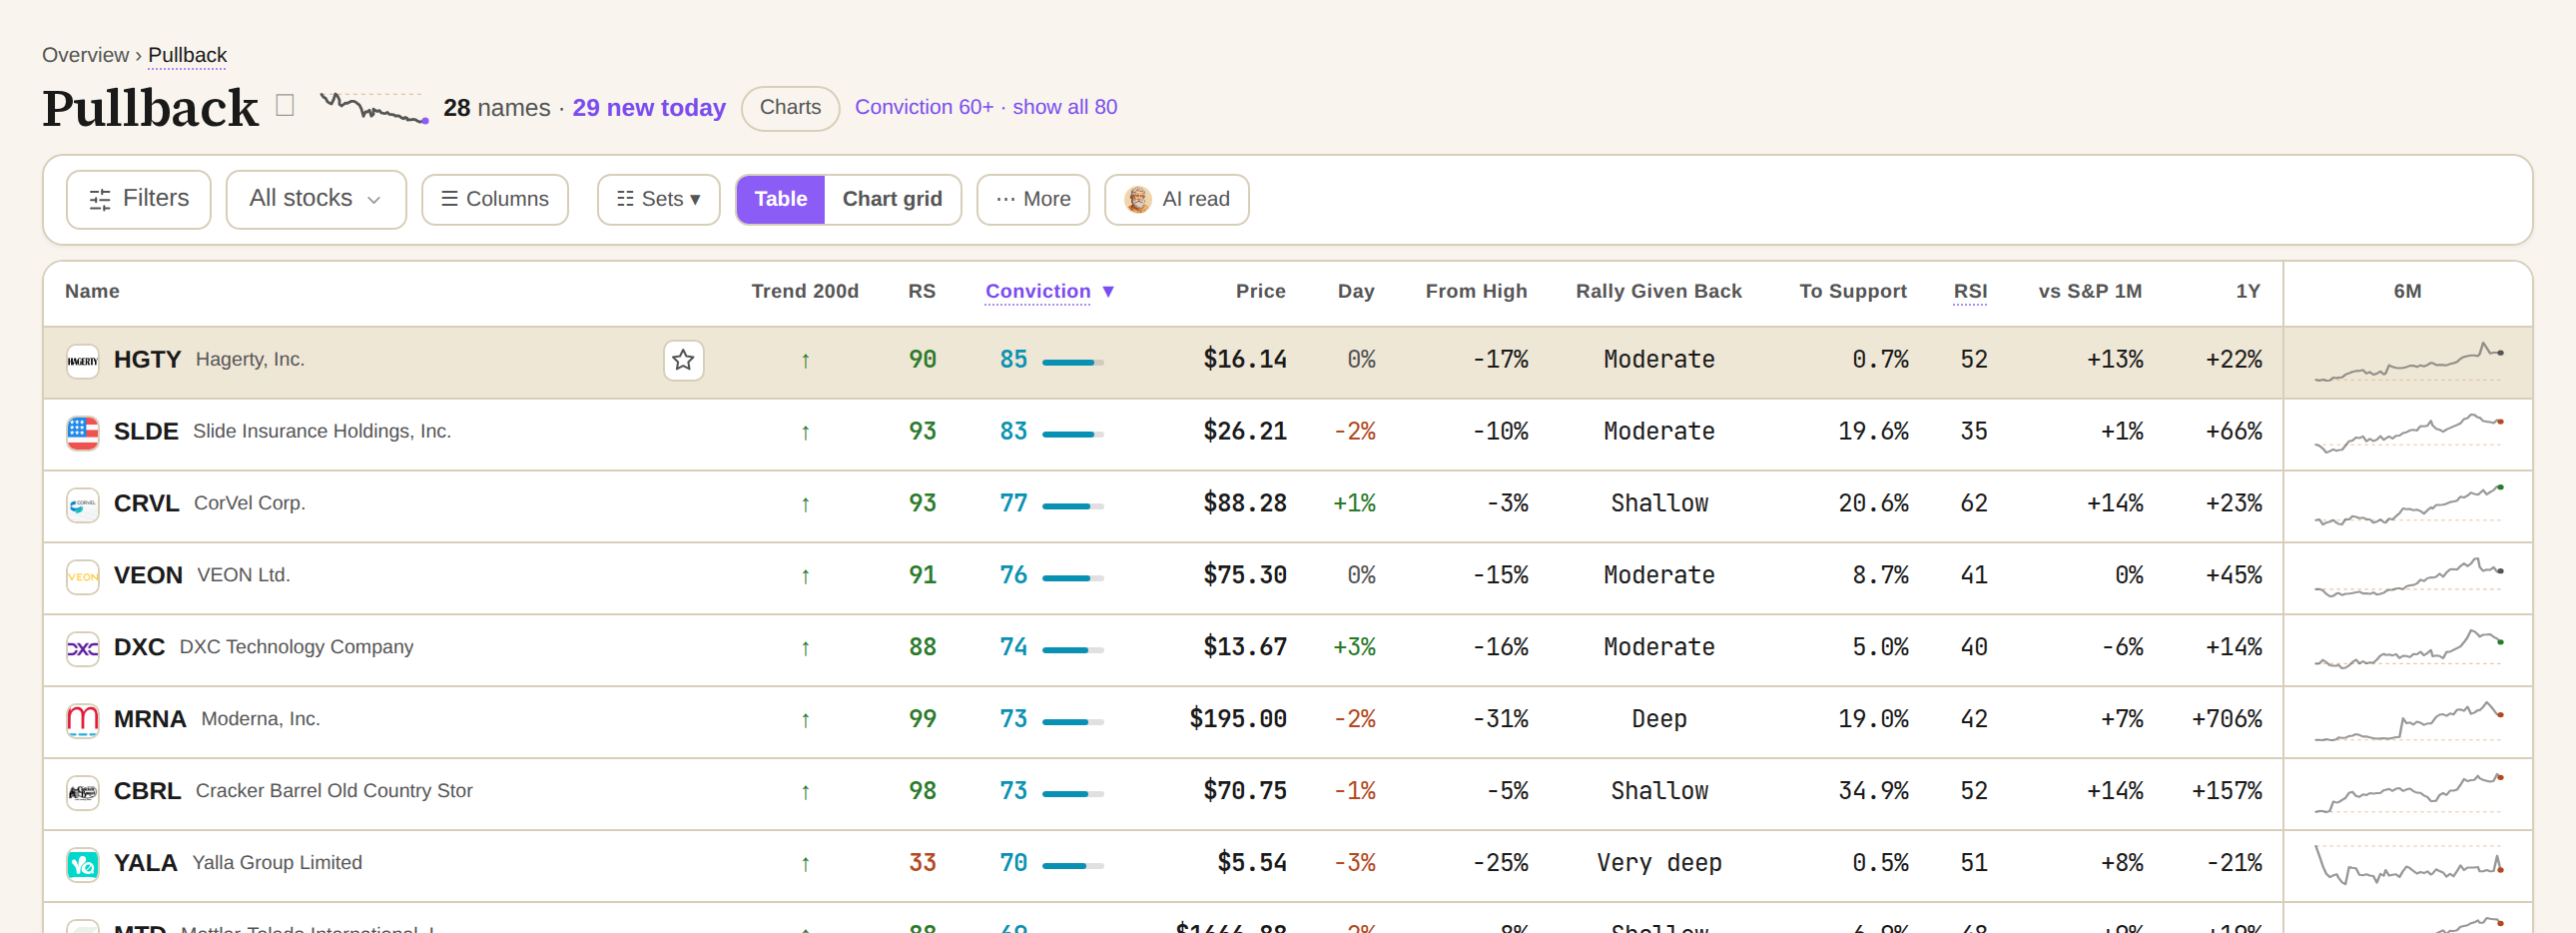 Overview › Pullback
Pullback 28 names · 29 new today Charts Conviction 60+ · show all 80
Filters All stocks Columns Sets ▾ Table Chart grid ··· More AI read
Name Trend 200d RS Conviction ▼ Price Day From High Rally Given Back To Support RSI vs S&P 1M 1Y 6M
HAGERTY HGTY Hagerty, Inc. ↑ 90 85 $16.14 0% -17% Moderate 0.7% 52 +13% +22%
SLDE Slide Insurance Holdings, Inc. ↑ 93 83 $26.21 -2% -10% Moderate 19.6% 35 +1% +66%
CORVEL CRVL CorVel Corp. ↑ 93 77 $88.28 +1% -3% Shallow 20.6% 62 +14% +23%
VEON VEON VEON Ltd. ↑ 91 76 $75.30 0% -15% Moderate 8.7% 41 0% +45%
DXC DXC DXC Technology Company ↑ 88 74 $13.67 +3% -16% Moderate 5.0% 40 -6% +14%
m MRNA Moderna, Inc. ↑ 99 73 $195.00 -2% -31% Deep 19.0% 42 +7% +706%
CBRL Cracker Barrel Old Country Stor ↑ 98 73 $70.75 -1% -5% Shallow 34.9% 52 +14% +157%
YALA Yalla Group Limited ↑ 33 70 $5.54 -3% -25% Very deep 0.5% 51 +8% -21%
MTD Mettler-Toledo International, I